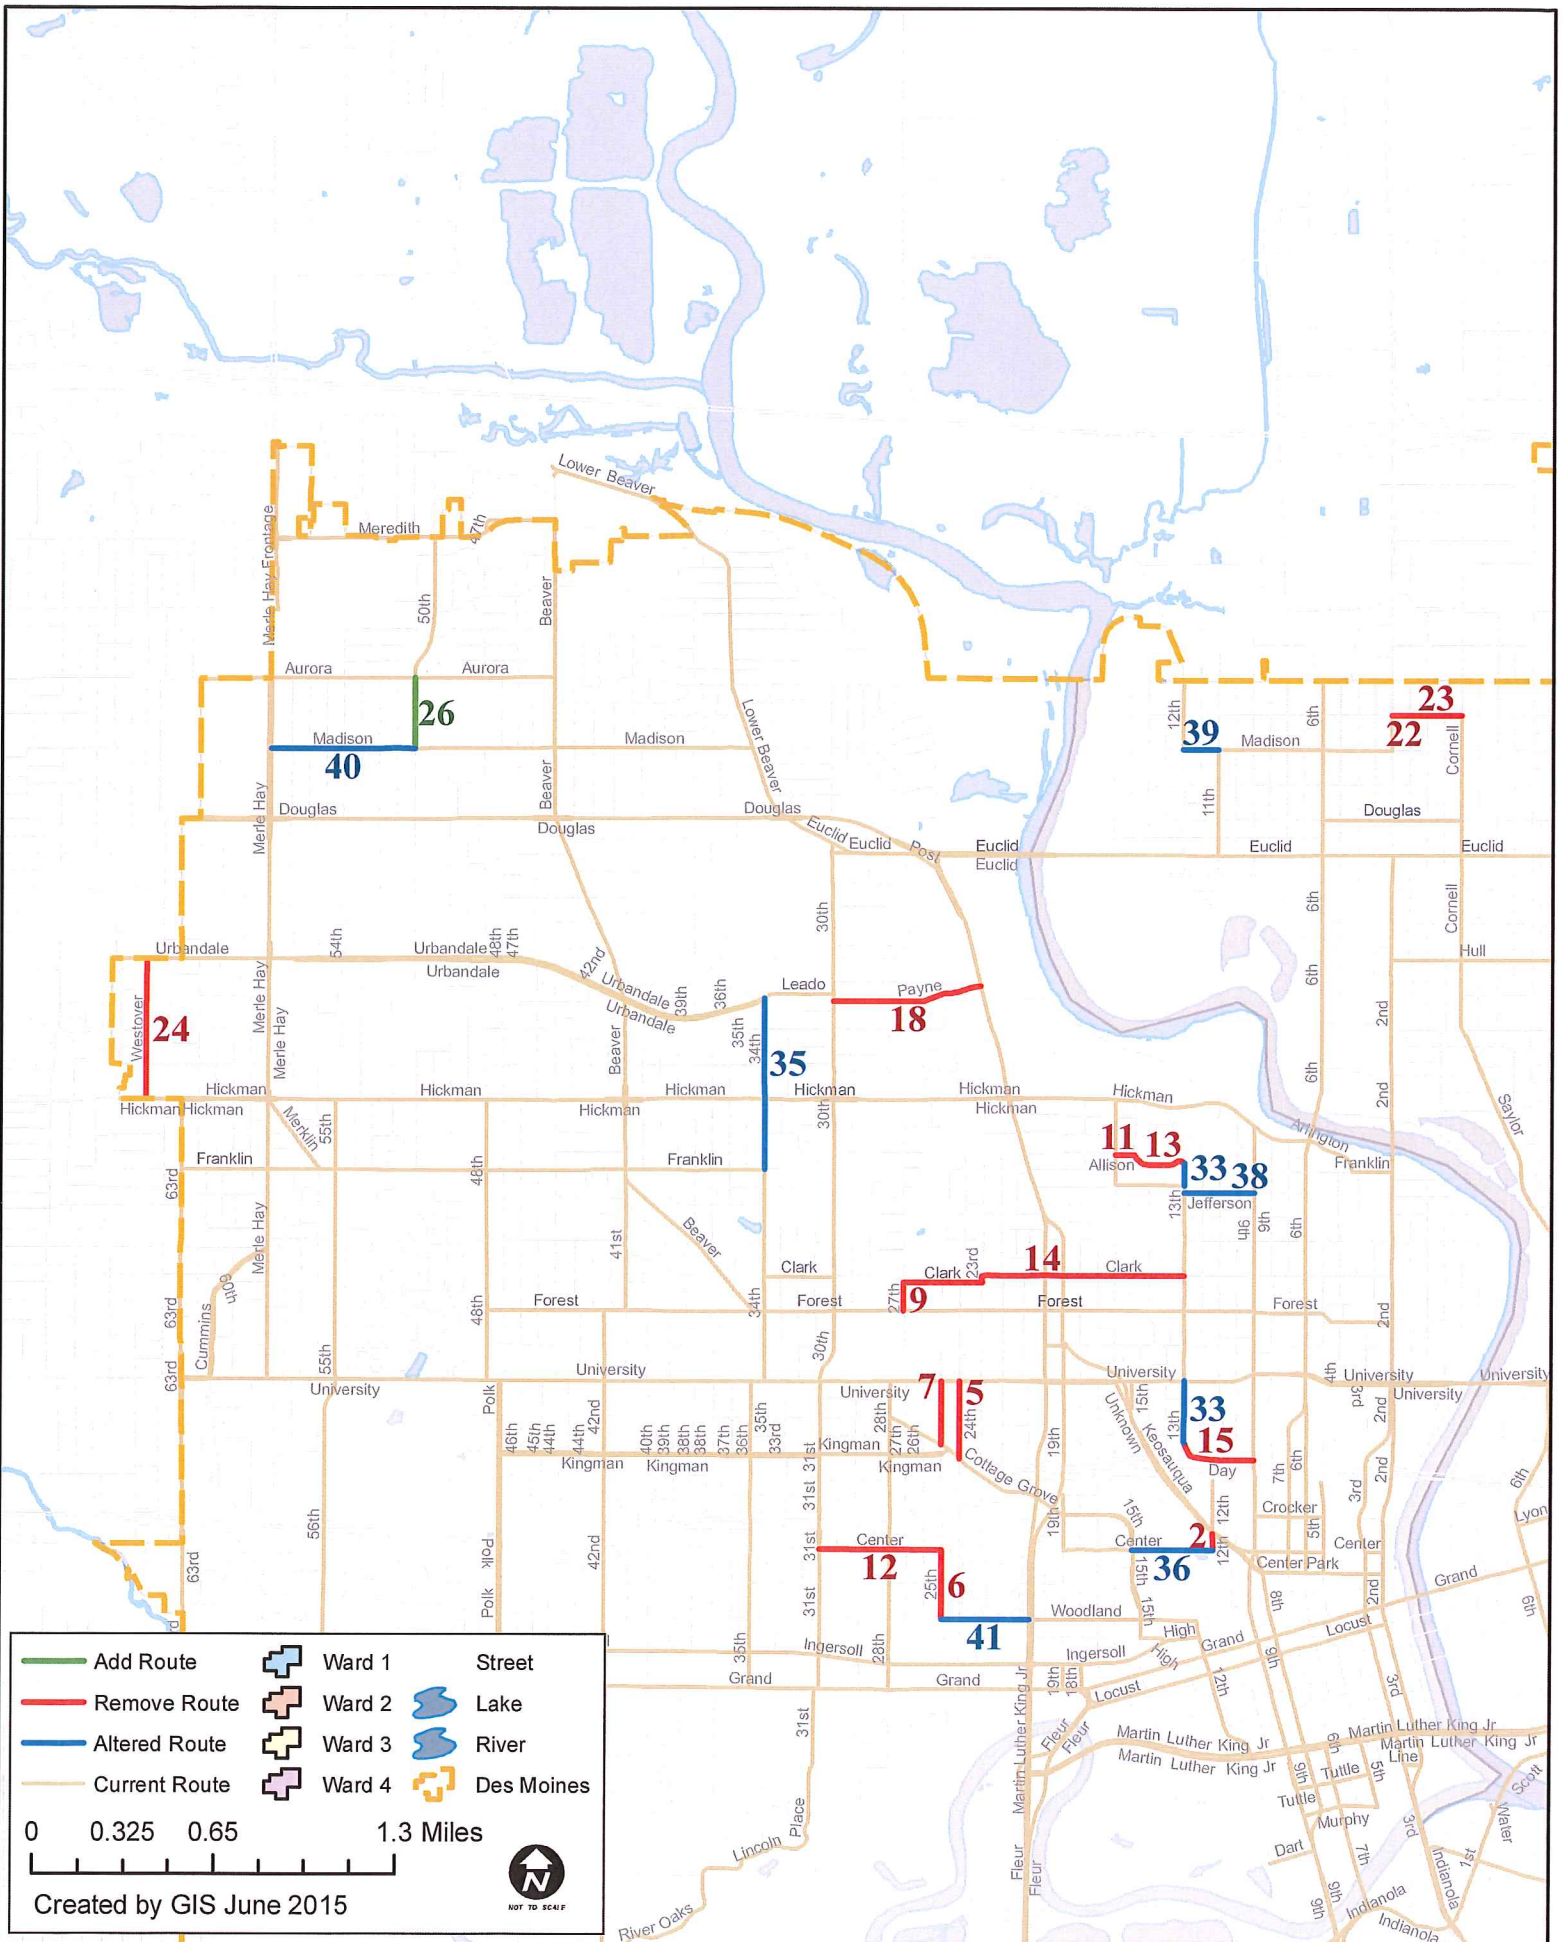 Lower Beaver
Merle Hay Frontage
Meredith
47th
50th
Beaver
Aurora
Aurora
26
Madison
40
Madison
Lower Beaver
Beaver
Merle Hay
Douglas
Douglas
Douglas
Euclid
Euclid
Post
Euclid
Euclid
Euclid
Euclid
12th
39
Madison
11th
6th
23
22
Cornell
Douglas
6th
Cornell
Hull
30th
Urbandale
54th
Urbandale
48th
47th
Urbandale
42nd
Urbandale
Urbandale
39th
36th
35th
34th
Leado
Payne
18
Westover
24
Merle Hay
Merle Hay
Beaver
35
6th
2nd
6th
2nd
Saylor
Hickman
Hickman
Hickman
Hickman
Hickman
Hickman
Hickman
Hickman
Hickman
Hickman
30th
Merklin
55th
Arlington
Franklin
11
13
Allison
33
38
Jefferson
13th
9th
9th
6th
63rd
Franklin
48th
Franklin
Merle Hay
41st
Beaver
60th
Cummins
63rd
63rd
48th
Forest
Clark
34th
Forest
30th
Clark
23rd
14
Clark
27th
9
Forest
Forest
2nd
55th
University
University
University
University
University
University
University
4th
3rd
2nd
Polk
46th
45th
44th
44th
42nd
40th
39th
38th
38th
37th
36th
35th
33rd
31st
Kingman
Kingman
Kingman
Kingman
28th
27th
26th
7
5
24th
Cottage Grove
19th
Unknown
Keosauqua
15th
13th
33
15
Day
7th
6th
2nd
3rd
6th
Lyon
56th
Polk
Polk
42nd
63rd
31st
31st
31st
Center
12
25th
6
19th
15th
Center
2
36
15th
12th
12th
Crocker
5th
Center
Center Park
2nd
Grand
6th
15th
Woodland
41
High
High
Grand
Locust
8th
9th
35th
Ingersoll
28th
Ingersoll
Grand
Grand
19th
18th
Locust
12th
3rd
31st
Place
Lincoln
River Oaks
Martin Luther King Jr
Fleur
Fleur
Fleur
Fleur
Martin Luther King Jr
Martin Luther King Jr
Martin Luther King Jr
Martin Luther King Jr
Line
6th
5th
9th
Tuttle
Tuttle
Murphy
Dart
7th
3rd
Scott
Water
1st
Indianola
Indianola
Indianola
9th
9th
Add Route
Remove Route
Altered Route
Current Route
Ward 1
Ward 2
Ward 3
Ward 4
Street
Lake
River
Des Moines
0 0.325 0.65 1.3 Miles
Created by GIS June 2015
N
NOT TO SCALE